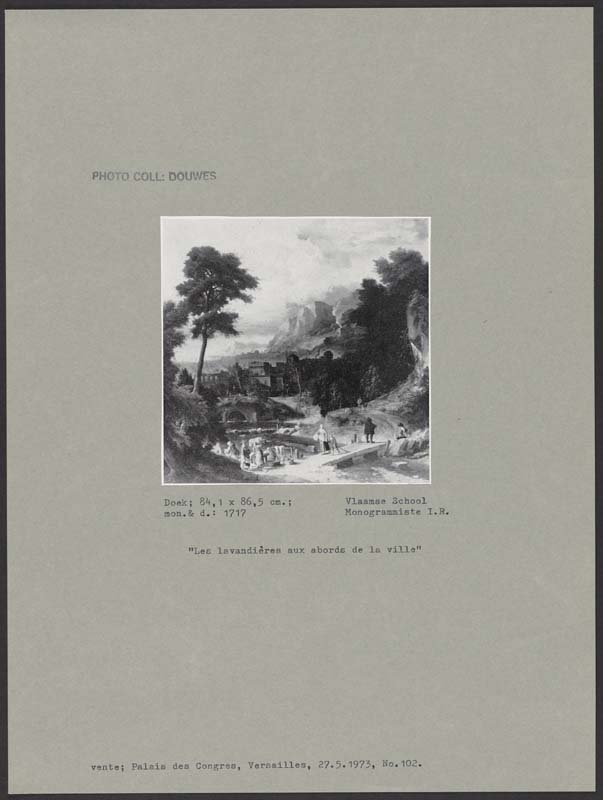 PHOTO COLL: DOUWES
Doek; 84,1 x 86,5 cm.;
mon.& d.: 1717
Vlaamse School
Monogrammiste I.R.
"Les lavandières aux abords de la ville"
vente; Palais des Congres, Versailles, 27.5.1973, No.102.